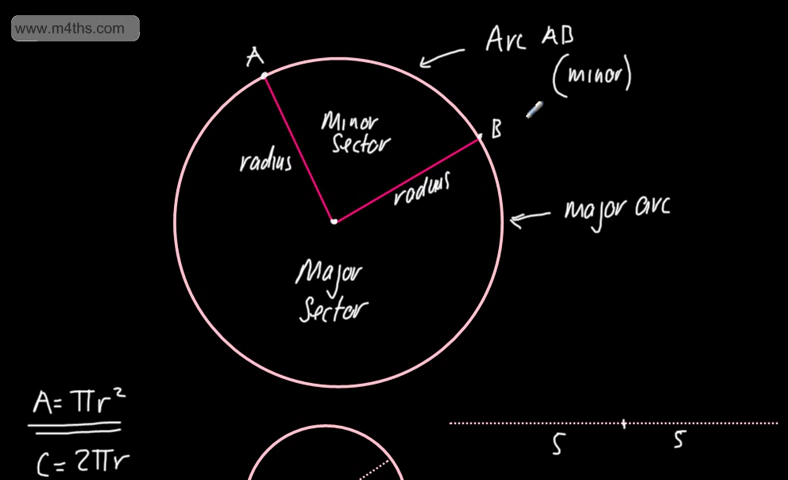 www.m4ths.com
A
Arc AB
(minor)
B
Minor
Sector
radius
radius
major arc
Major
Sector
A=πr²
C=2πr
5
5